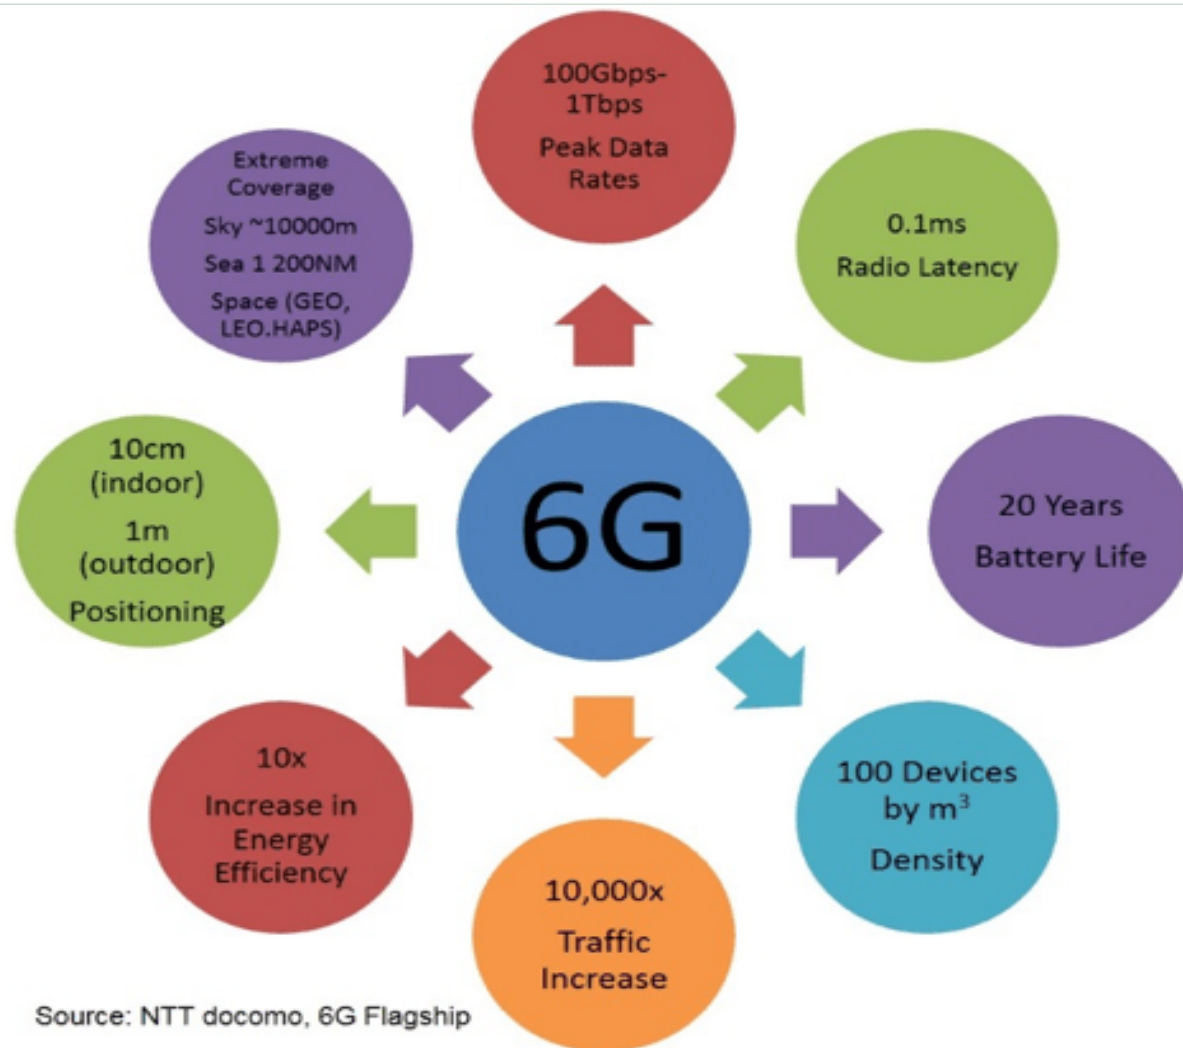 100Gbps-
1Tbps
Peak Data
Rates
0.1ms
Radio Latency
20 Years
Battery Life
100 Devices
by m³
Density
10,000x
Traffic
Increase
10x
Increase in
Energy
Efficiency
10cm
(indoor)
1m
(outdoor)
Positioning
Extreme
Coverage
Sky ~10000m
Sea 1 200NM
Space (GEO,
LEO.HAPS)
6G
Source: NTT docomo, 6G Flagship